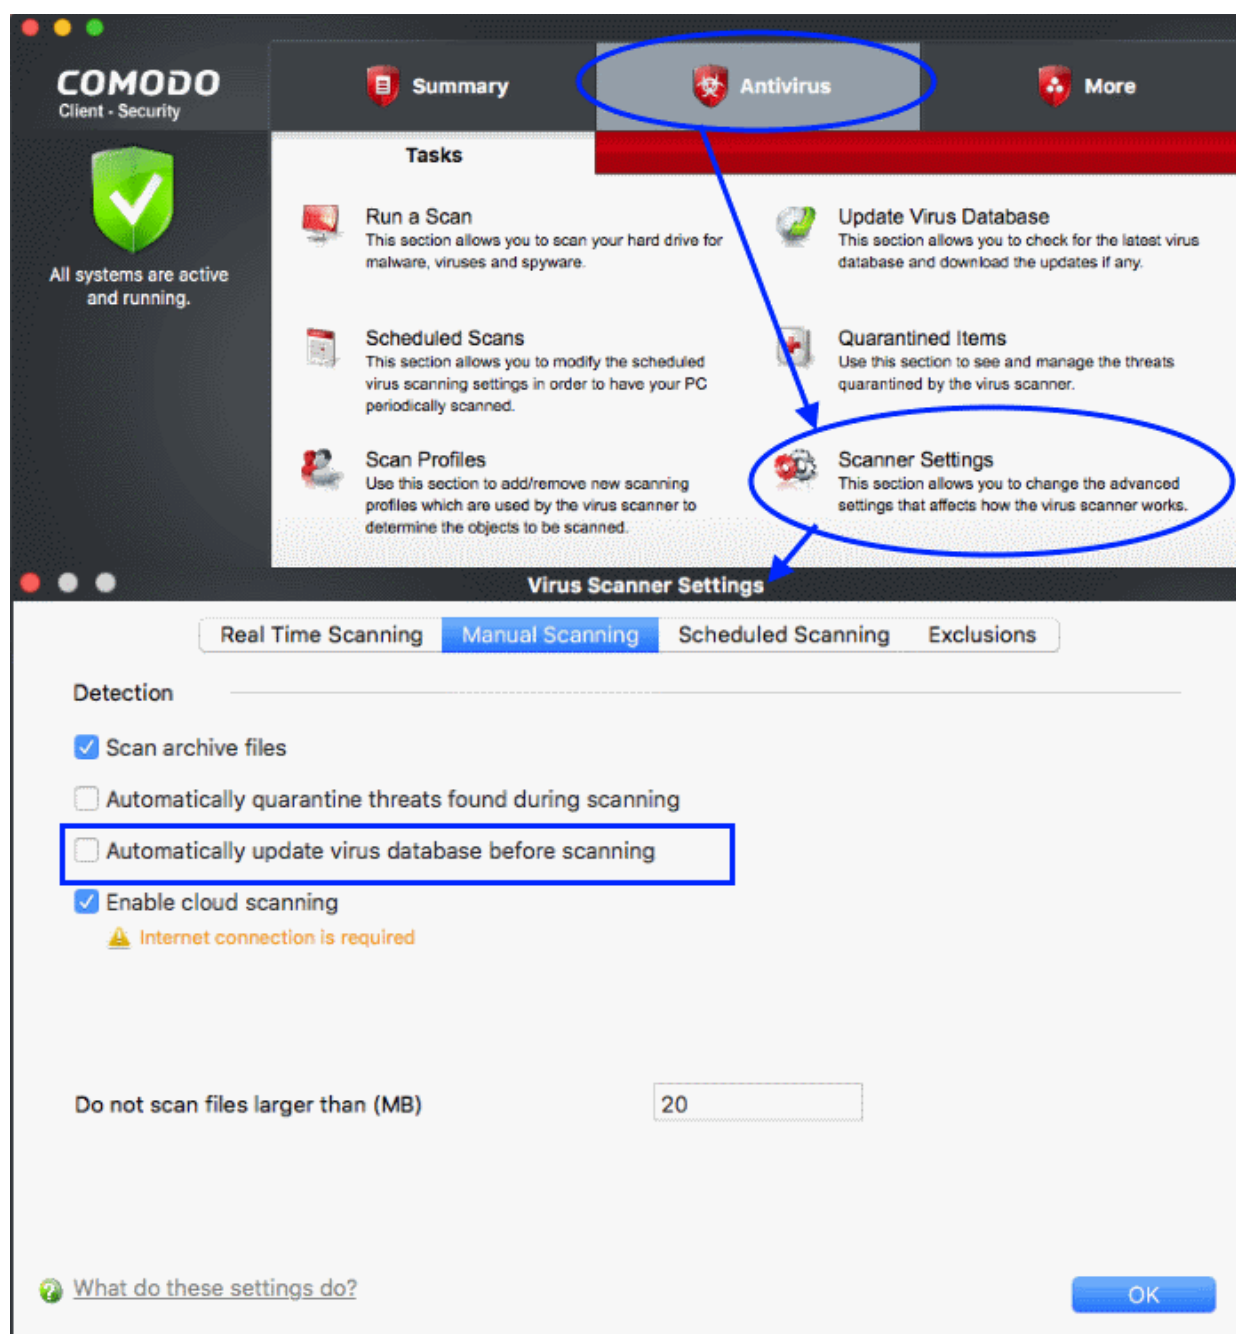 COMODO
Client - Security
Summary
Antivirus
More
Tasks
All systems are active
and running.
Run a Scan
This section allows you to scan your hard drive for
malware, viruses and spyware.
Update Virus Database
This section allows you to check for the latest virus
database and download the updates if any.
Scheduled Scans
This section allows you to modify the scheduled
virus scanning settings in order to have your PC
periodically scanned.
Quarantined Items
Use this section to see and manage the threats
quarantined by the virus scanner.
Scan Profiles
Use this section to add/remove new scanning
profiles which are used by the virus scanner to
determine the objects to be scanned.
Scanner Settings
This section allows you to change the advanced
settings that affects how the virus scanner works.
Virus Scanner Settings
Real Time Scanning
Manual Scanning
Scheduled Scanning
Exclusions
Detection
Scan archive files
Automatically quarantine threats found during scanning
Automatically update virus database before scanning
Enable cloud scanning
Internet connection is required
Do not scan files larger than (MB)
20
What do these settings do?
OK